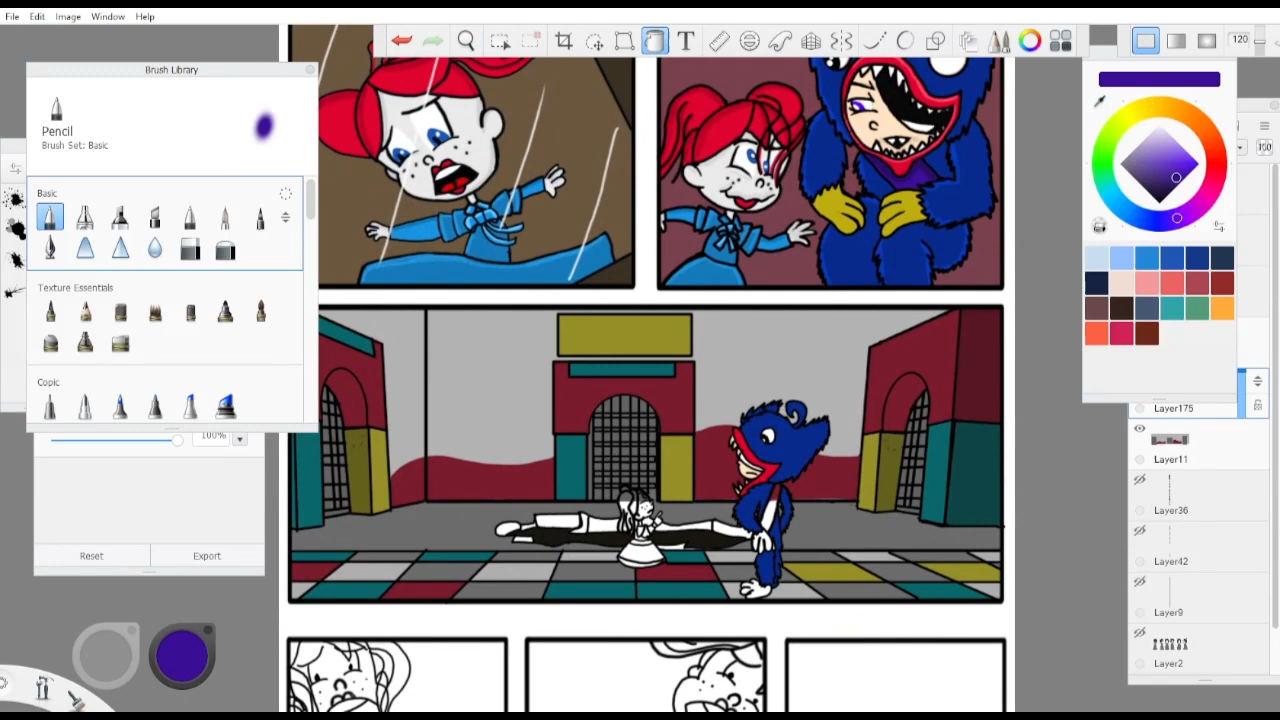 File Edit Image Window Help
120
Brush Library
Pencil
Brush Set: Basic
100
Basic
Texture Essentials
Copic
100%
Layer175
Layer11
Layer36
Layer42
Layer9
Layer2
Reset
Export